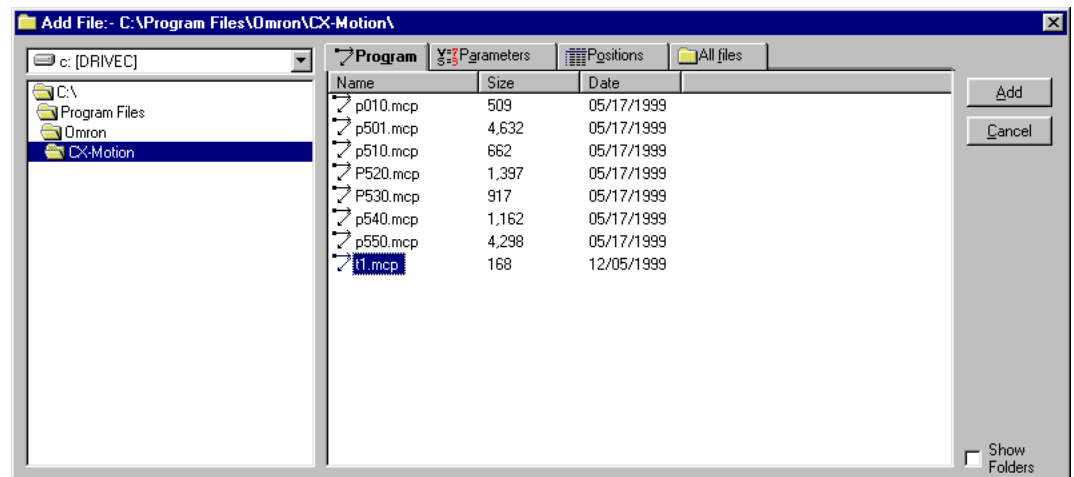 Add File:- C:\Program Files\Omron\CX-Motion\
c: [DRIVEC]
C:\
Program Files
Omron
CX-Motion
Program Parameters Positions All files
Name Size Date
p010.mcp 509 05/17/1999
p501.mcp 4,632 05/17/1999
p510.mcp 662 05/17/1999
P520.mcp 1,397 05/17/1999
P530.mcp 917 05/17/1999
p540.mcp 1,162 05/17/1999
p550.mcp 4,298 05/17/1999
t1.mcp 168 12/05/1999
Add
Cancel
Show
Folders